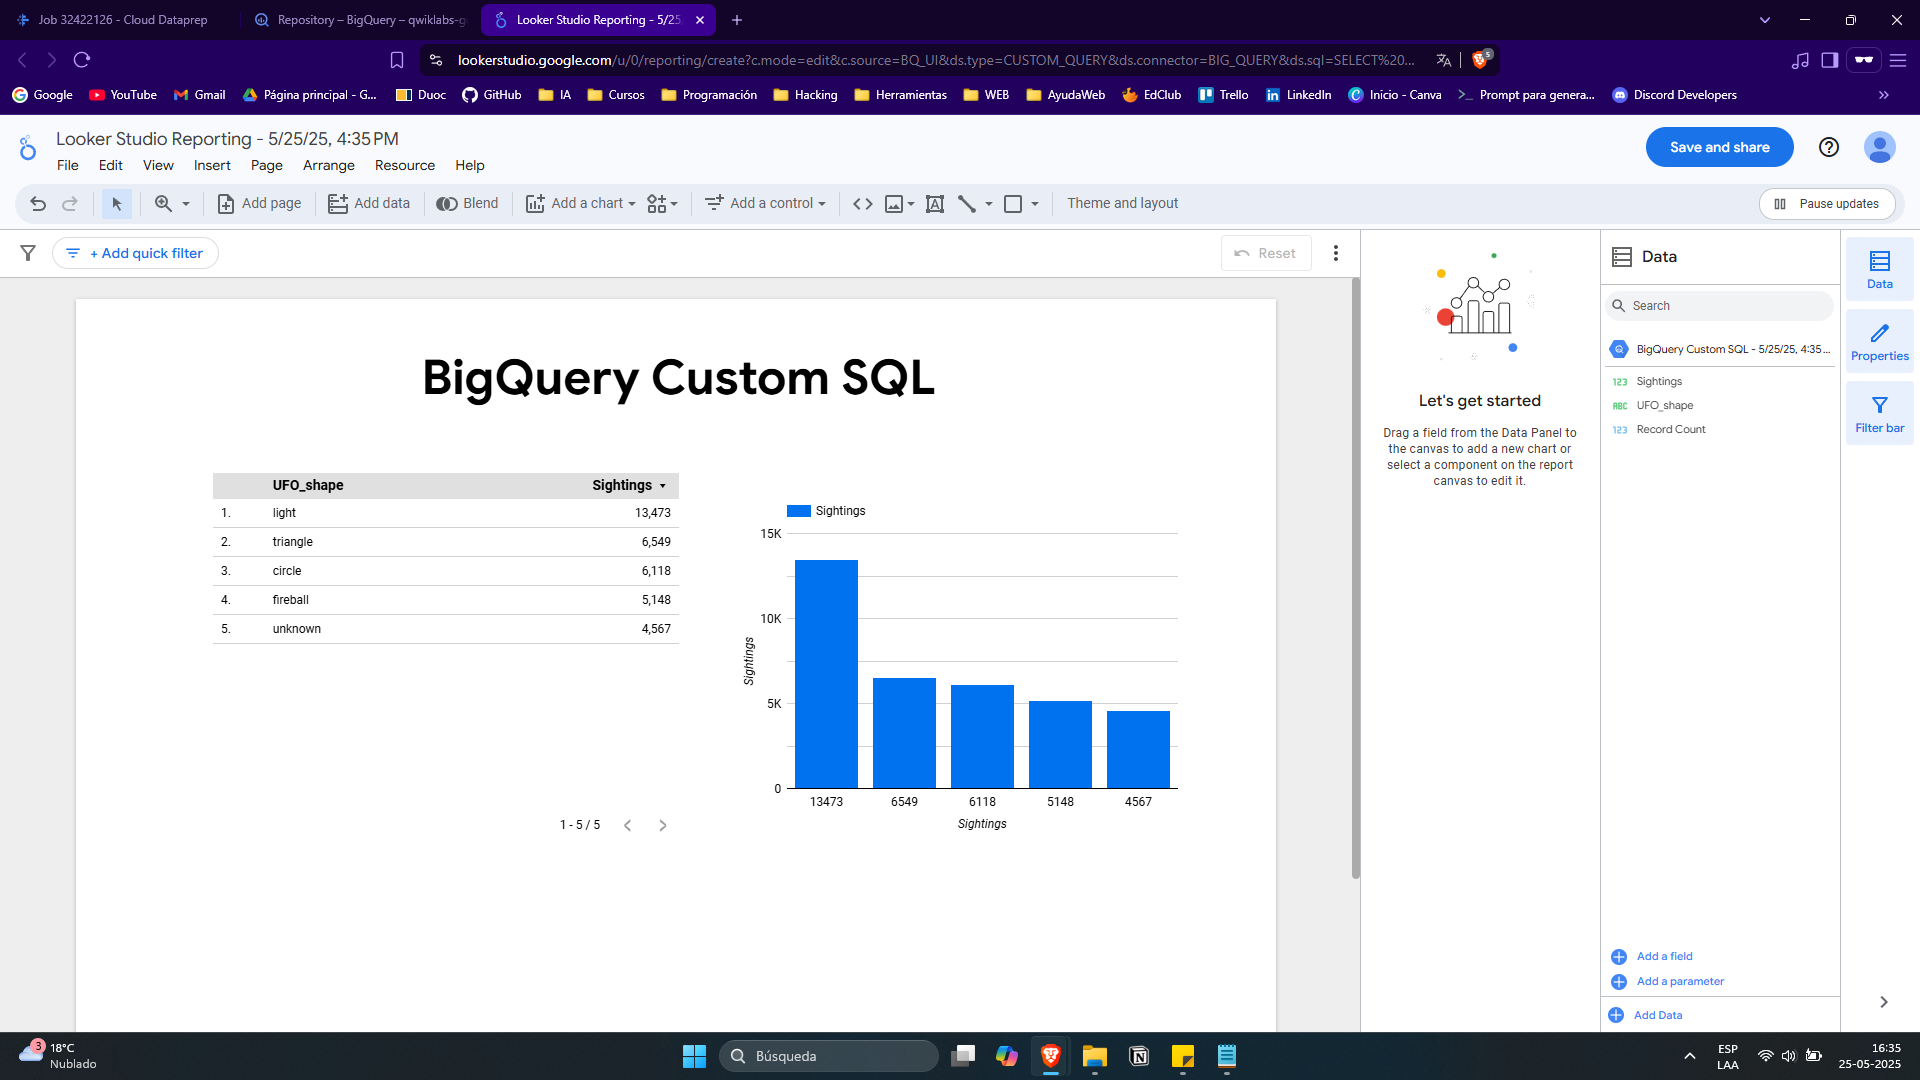 Job 32422126 - Cloud Dataprep
Repository – BigQuery – qwiklabs-g
Looker Studio Reporting - 5/25
lookerstudio.google.com/u/0/reporting/create?c.mode=edit&c.source=BQ_UI&ds.type=CUSTOM_QUERY&ds.connector=BIG_QUERY&ds.sql=SELECT%20...
5
Google
YouTube
Gmail
Página principal - G...
Duoc
GitHub
IA
Cursos
Programación
Hacking
Herramientas
WEB
AyudaWeb
EdClub
Trello
LinkedIn
Inicio - Canva
Prompt para genera...
Discord Developers
Looker Studio Reporting - 5/25/25, 4:35 PM
File
Edit
View
Insert
Page
Arrange
Resource
Help
Save and share
Add page
Add data
Blend
Add a chart
Add a control
Theme and layout
Pause updates
+ Add quick filter
Reset
BigQuery Custom SQL
UFO_shape Sightings
1. light 13,473
2. triangle 6,549
3. circle 6,118
4. fireball 5,148
5. unknown 4,567
1 - 5 / 5
Sightings
15K
10K
5K
0
Sightings
13473 6549 6118 5148 4567
Sightings
Let's get started
Drag a field from the Data Panel to
the canvas to add a new chart or
select a component on the report
canvas to edit it.
Data
Search
BigQuery Custom SQL - 5/25/25, 4:35...
123 Sightings
ABC UFO_shape
123 Record Count
Add a field
Add a parameter
Add Data
Data
Properties
Filter bar
3
18°C
Nublado
Búsqueda
ESP
LAA
16:35
25-05-2025